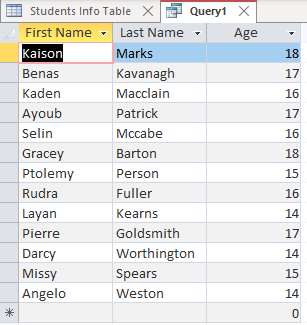 Students Info Table Query1
First Name Last Name Age
Kaison Marks 18
Benas Kavanagh 17
Kaden Macclain 16
Ayoub Patrick 17
Selin Mccabe 16
Gracey Barton 18
Ptolemy Person 15
Rudra Fuller 16
Layan Kearns 14
Pierre Goldsmith 17
Darcy Worthington 14
Missy Spears 15
Angelo Weston 14
* 0